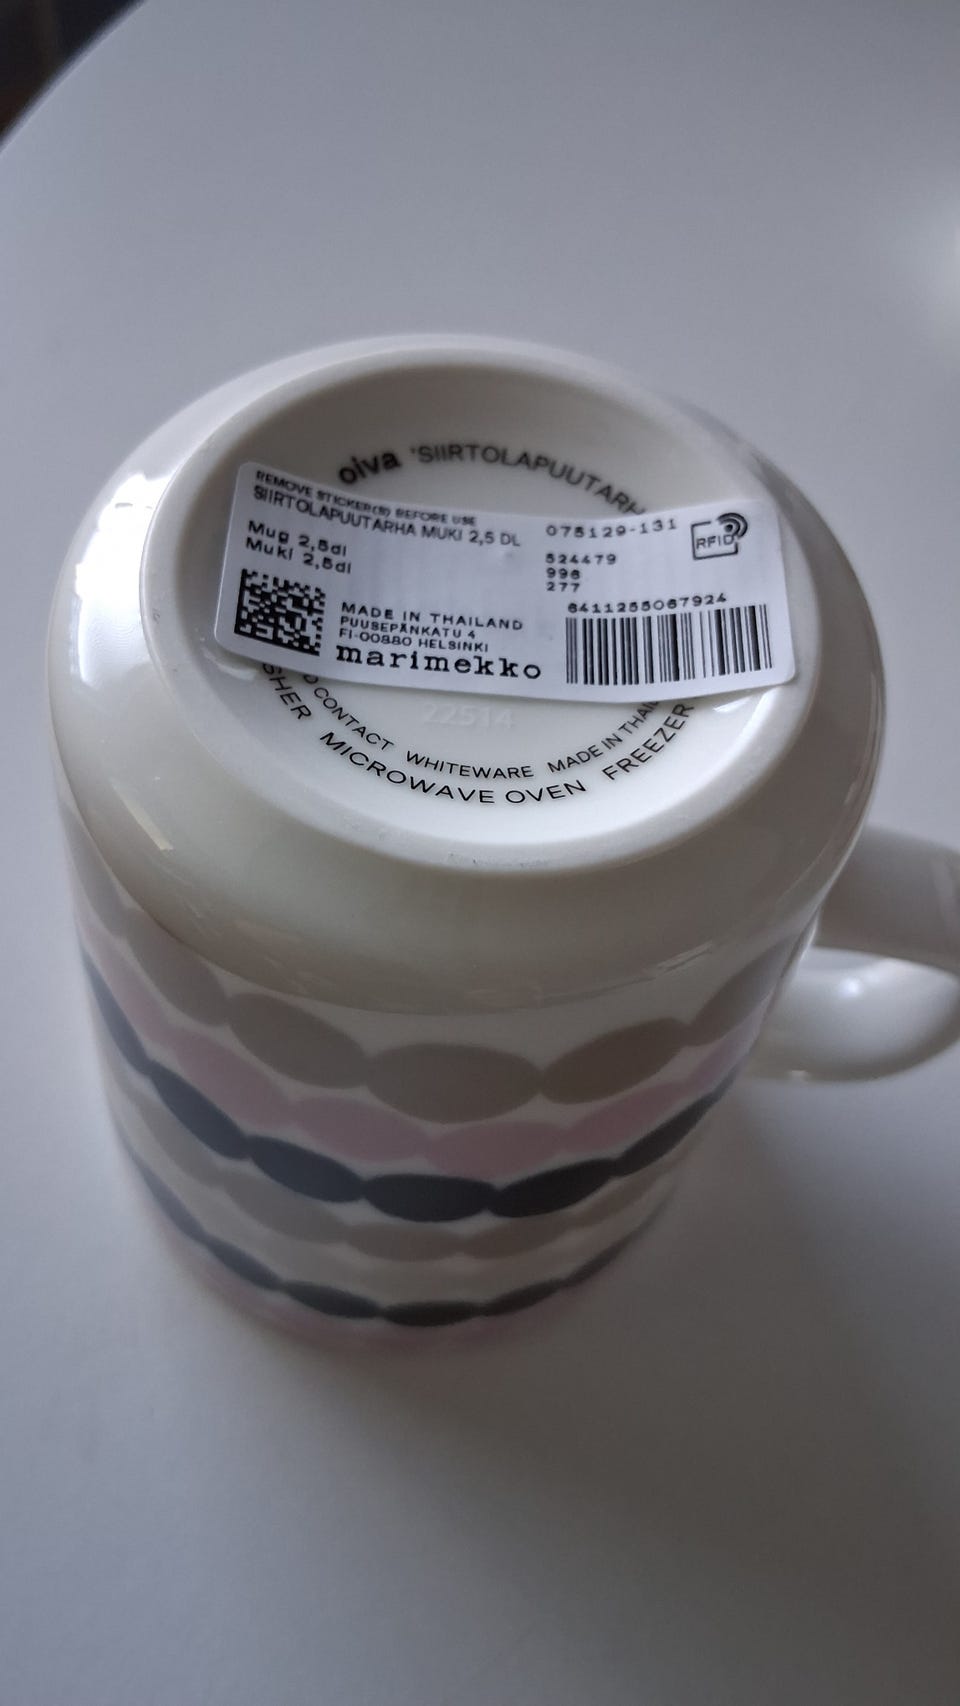 oiva 'SIIRTOLAPUUTARH
REMOVE STICKER(S) BEFORE USE
SIIRTOLAPUUTARHA MUKI 2,5 DL
Mug 2,5dl
Muki 2,5dl
075129-131
524479
996
277
RFID
MADE IN THAILAND
PUUSEPÄNKATU 4
FI-00880 HELSINKI
marimekko
6411255067924
22514
CONTACT WHITEWARE MADE IN THAI
MICROWAVE OVEN FREEZER